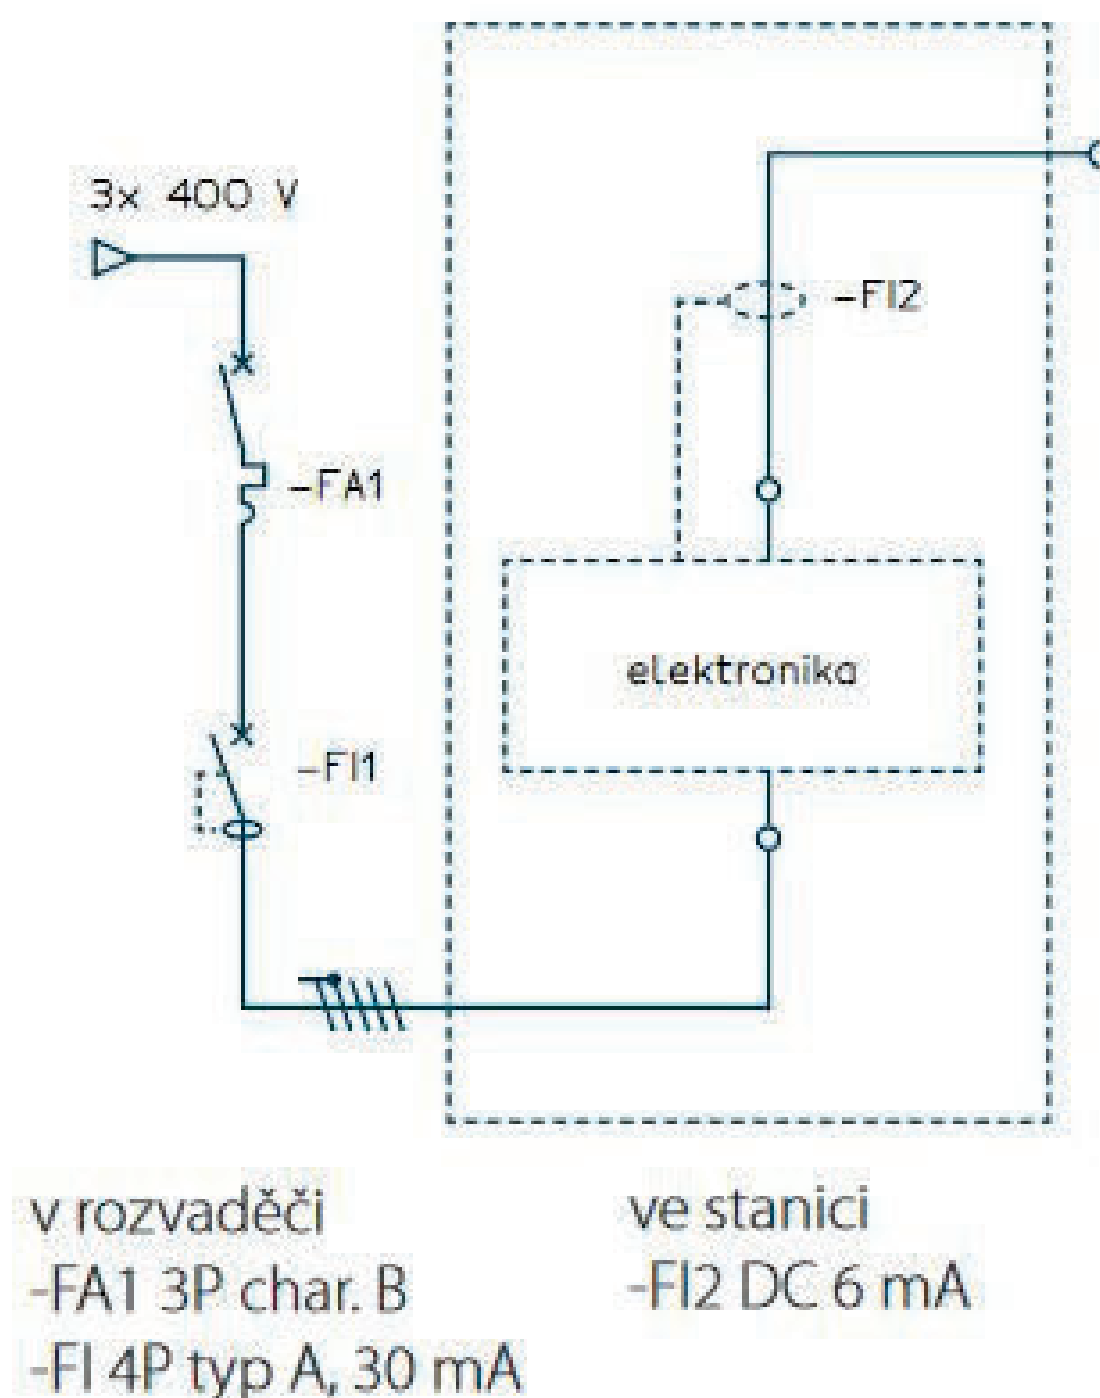 3x 400 V
-FI2
-FA1
elektronika
-FI1
v rozvaděči
-FA1 3P char. B
-FI 4P typ A, 30 mA
ve stanici
-FI2 DC 6 mA